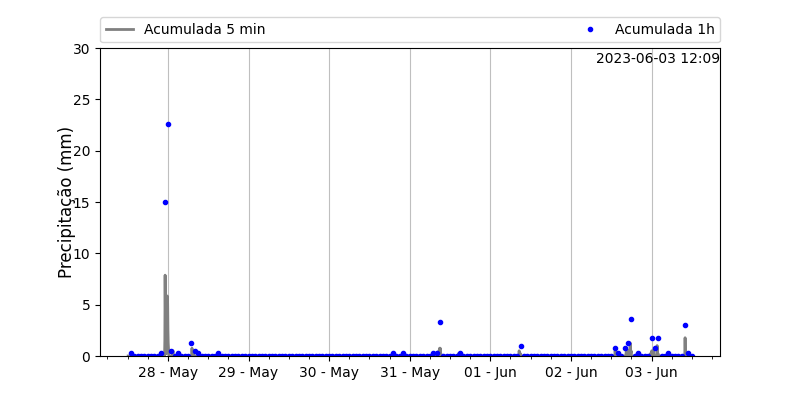 Acumulada 5 min
Acumulada 1h
2023-06-03 12:09
Precipitação (mm)
30
25
20
15
10
5
0
28 - May
29 - May
30 - May
31 - May
01 - Jun
02 - Jun
03 - Jun